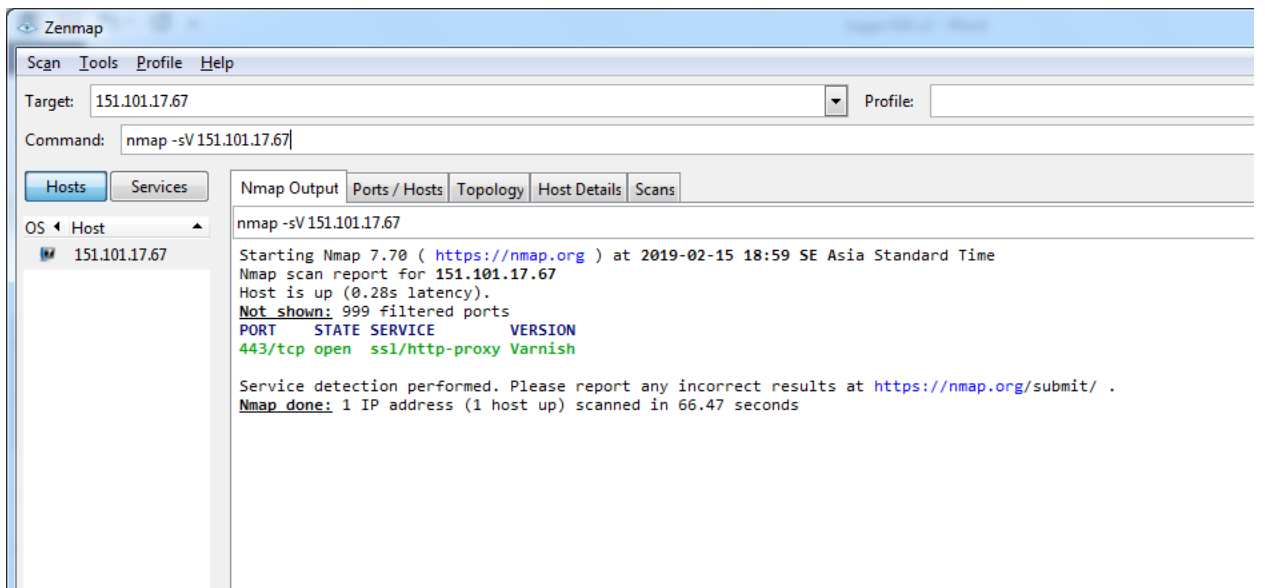 Zenmap
Scan Tools Profile Help
Target: 151.101.17.67 Profile:
Command: nmap -sV 151.101.17.67
Hosts Services
Nmap Output Ports / Hosts Topology Host Details Scans
OS Host
151.101.17.67
nmap -sV 151.101.17.67
Starting Nmap 7.70 ( https://nmap.org ) at 2019-02-15 18:59 SE Asia Standard Time
Nmap scan report for 151.101.17.67
Host is up (0.28s latency).
Not shown: 999 filtered ports
PORT STATE SERVICE VERSION
443/tcp open ssl/http-proxy Varnish
Service detection performed. Please report any incorrect results at https://nmap.org/submit/ .
Nmap done: 1 IP address (1 host up) scanned in 66.47 seconds